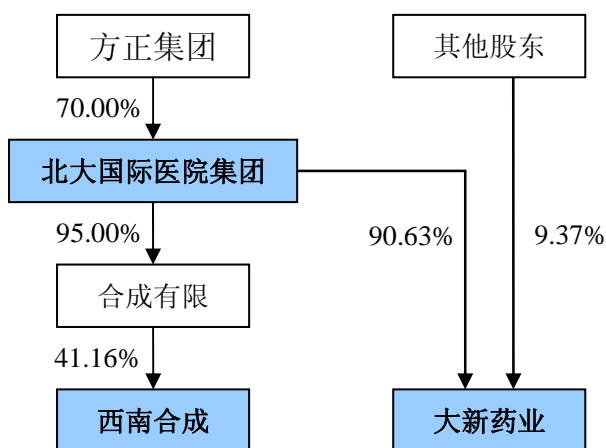 方正集团
其他股东
70.00%
北大国际医院集团
95.00%
90.63%
9.37%
合成有限
41.16%
西南合成
大新药业